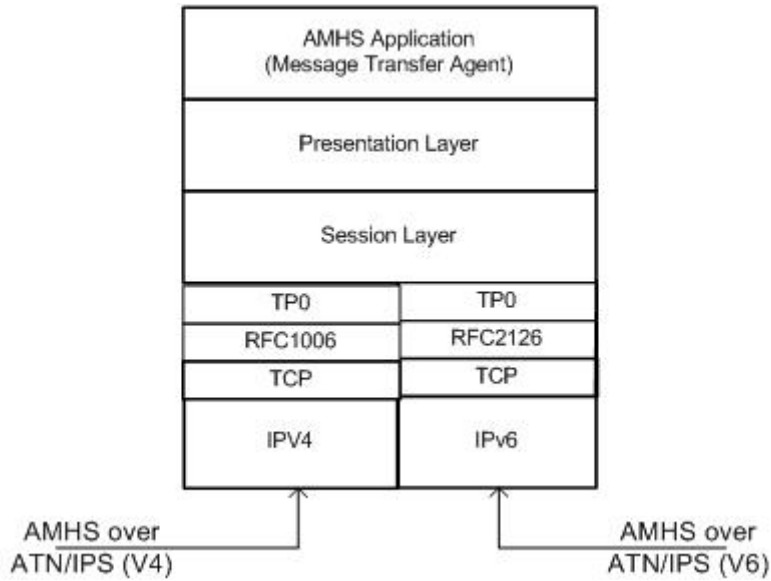 AMHS Application
(Message Transfer Agent)
Presentation Layer
Session Layer
TP0
TP0
RFC1006
RFC2126
TCP
TCP
IPV4
IPv6
AMHS over
ATN/IPS (V4)
AMHS over
ATN/IPS (V6)